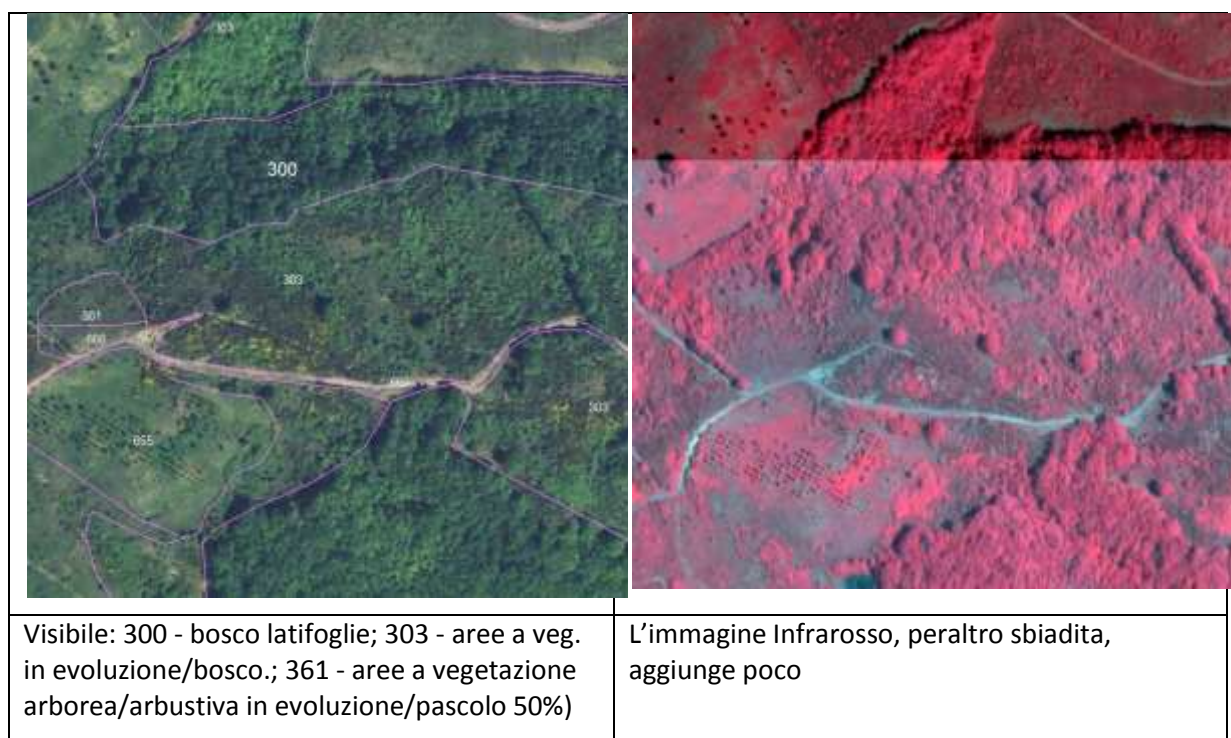 300
303
303
655
Visibile: 300 - bosco latifoglie; 303 - aree a veg.
in evoluzione/bosco.; 361 - aree a vegetazione
arborea/arbustiva in evoluzione/pascolo 50%)
L’immagine Infrarosso, peraltro sbiadita,
aggiunge poco